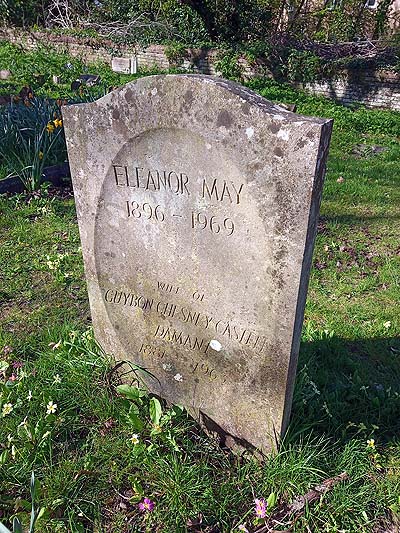 ELEANOR MAY
1896 - 1969
WIFE OF
GUYBON CHESNEY CASTELL
DAMANT